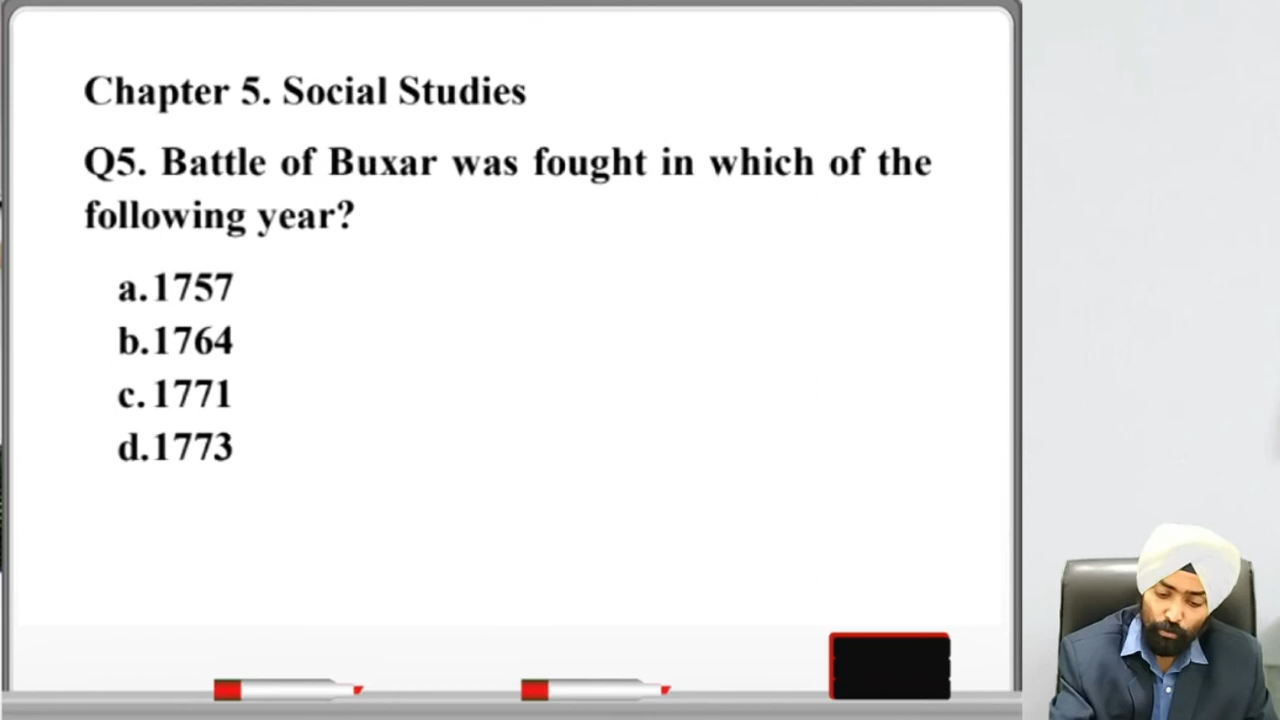 Chapter 5. Social Studies
Q5. Battle of Buxar was fought in which of the
following year?
a.1757
b.1764
c.1771
d.1773